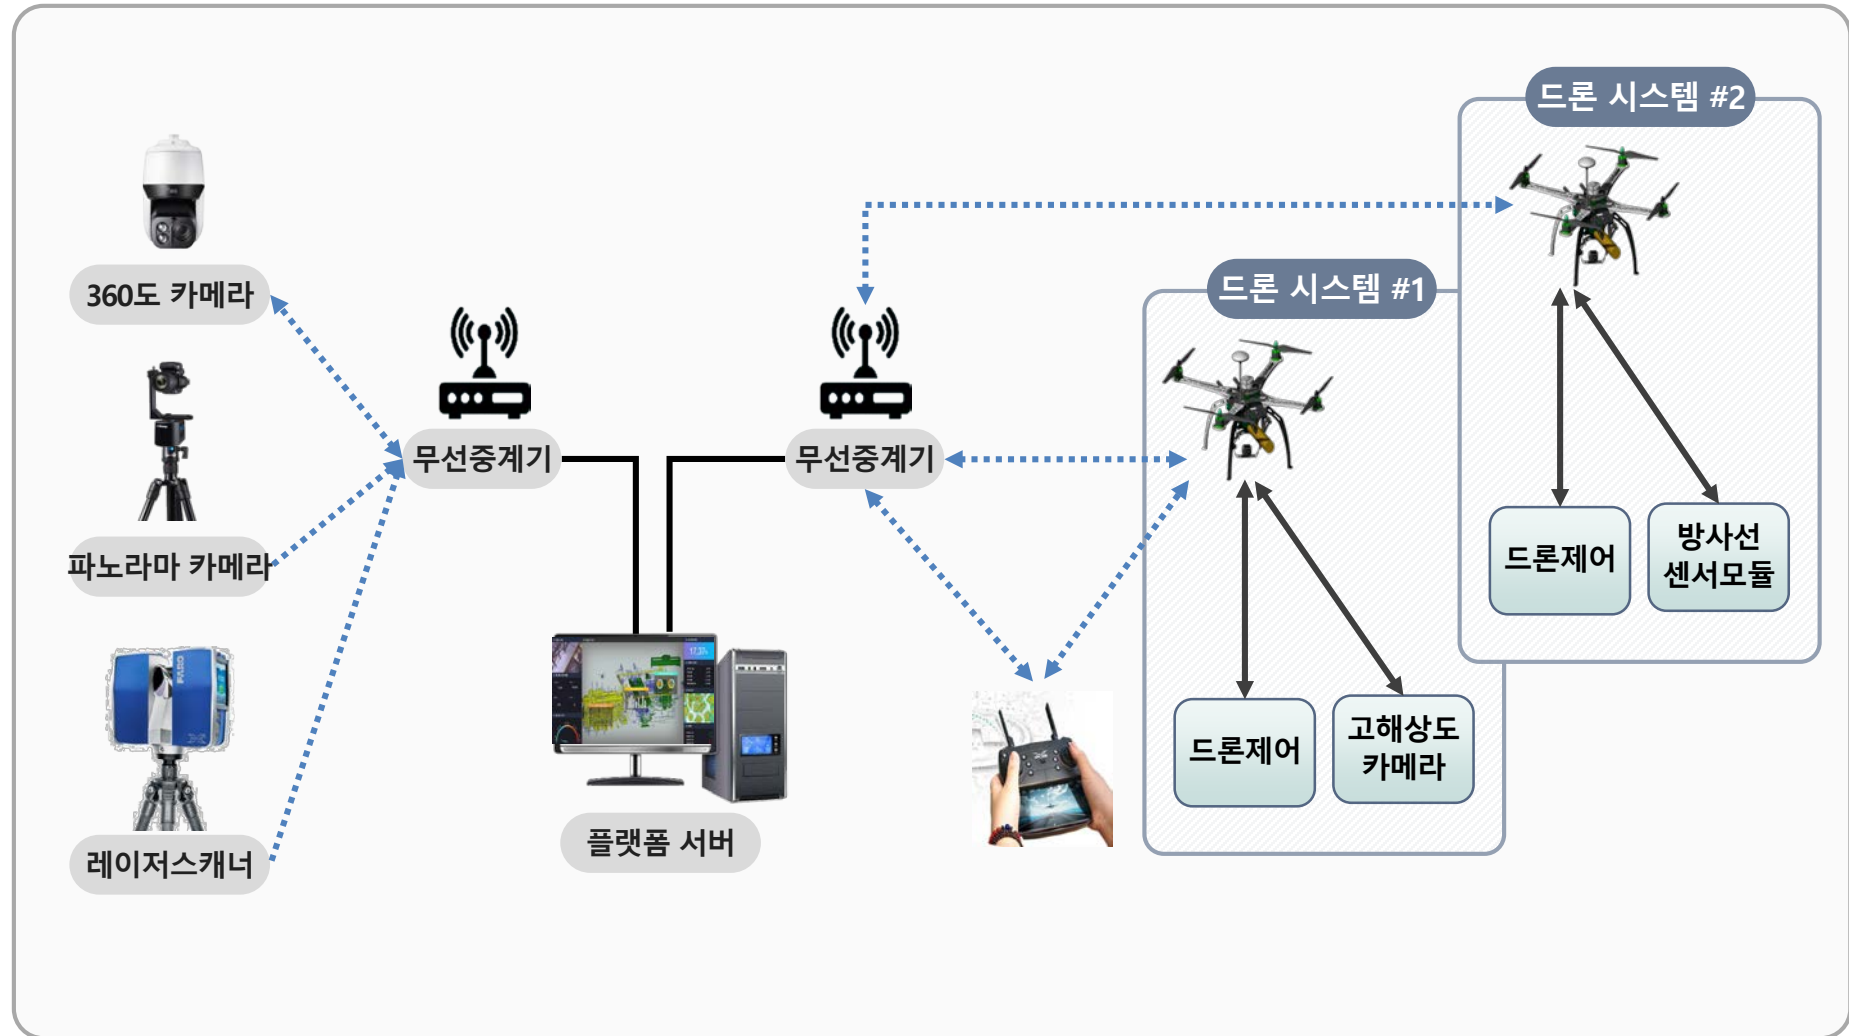 드론 시스템 #2
360도 카메라
드론 시스템 #1
무선중계기
무선중계기
파노라마 카메라
드론제어
방사선
센서모듈
FARO
17,37
드론제어
고해상도
카메라
레이저스캐너
플랫폼 서버